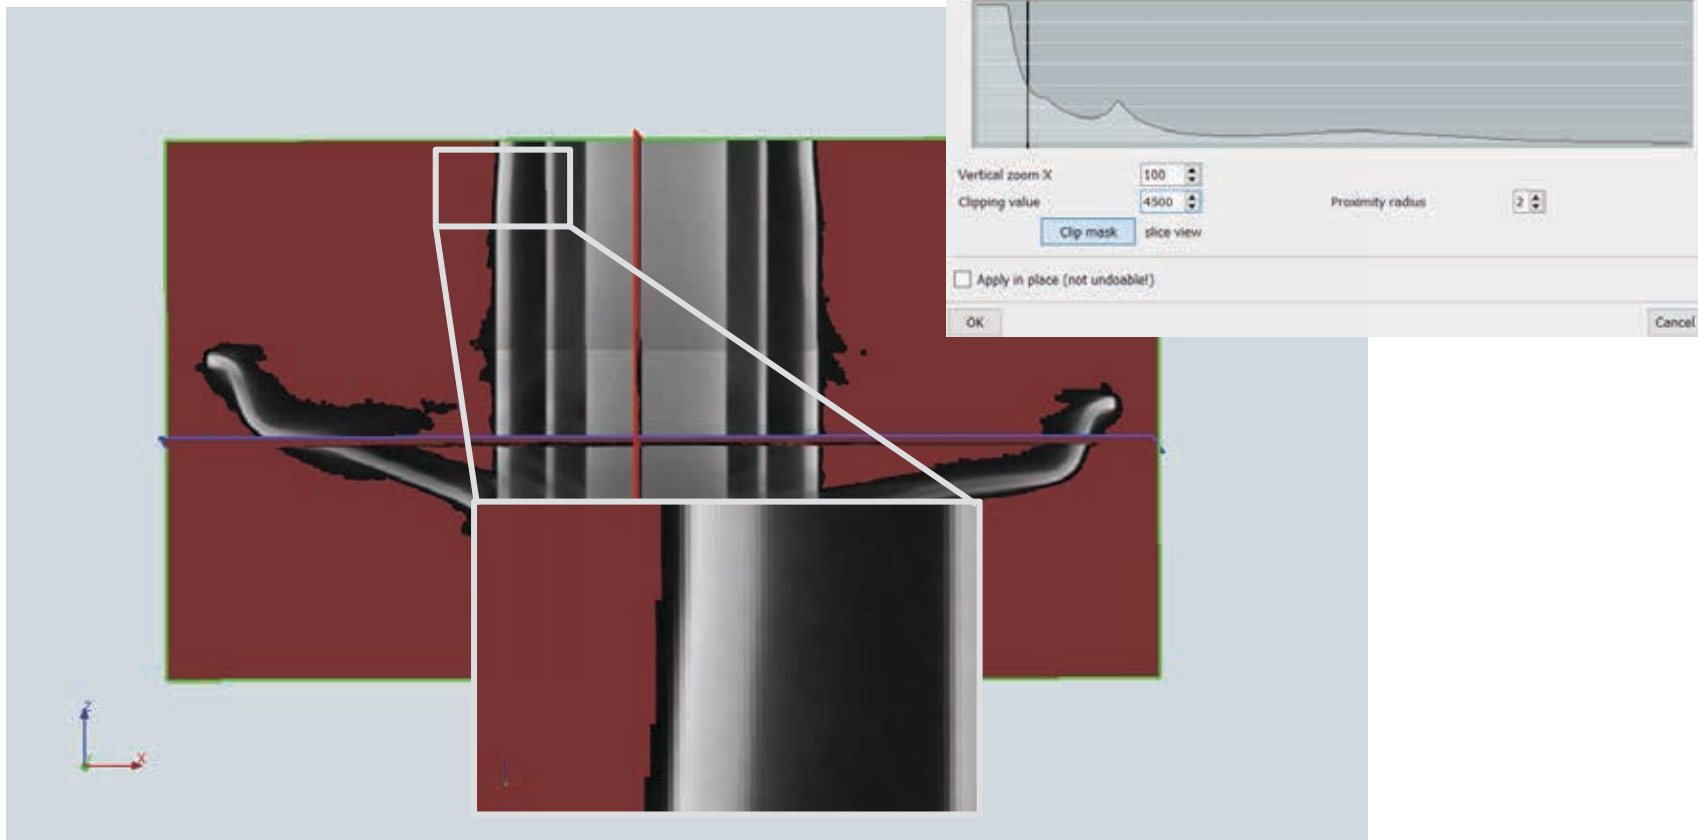 Vertical zoom X 100
Clipping value 4500 Proximity radius 2
Clip mask slice view
Apply in place (not undoable!)
OK Cancel
Z
X